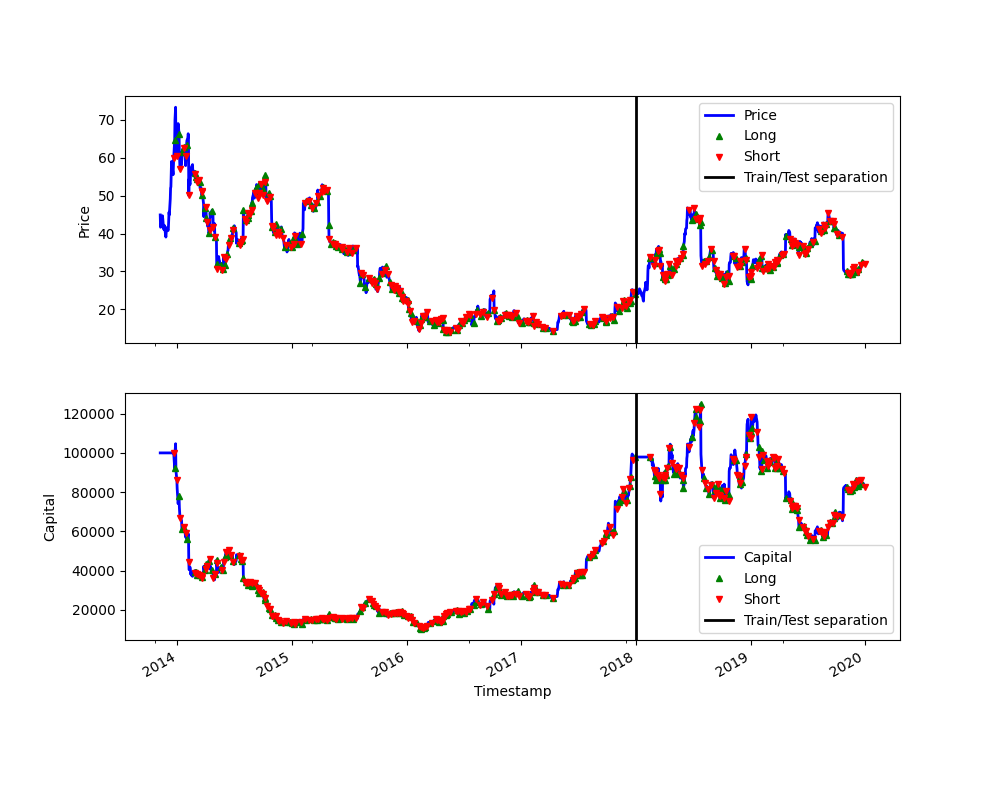 70
60
50
40
30
20
Price
Price
Long
Short
Train/Test separation
120000
100000
80000
60000
40000
20000
Capital
Capital
Long
Short
Train/Test separation
2014 2015 2016 2017 2018 2019 2020
Timestamp